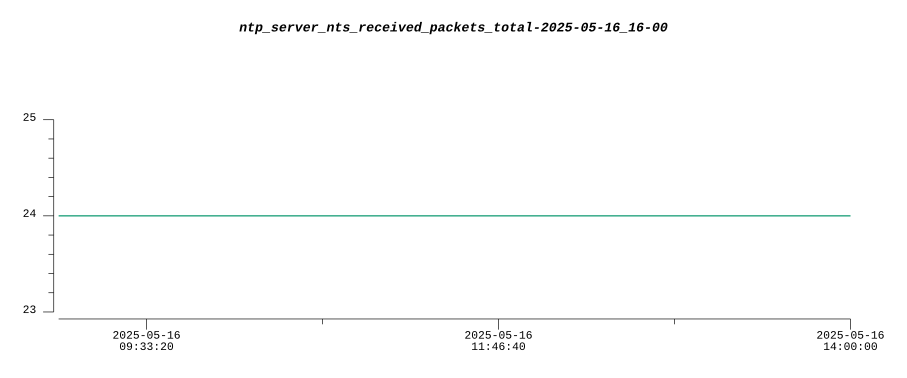 ntp_server_nts_received_packets_total-2025-05-16_16-00
25
24
23
2025-05-16 2025-05-16 2025-05-16
09:33:20 11:46:40 14:00:00